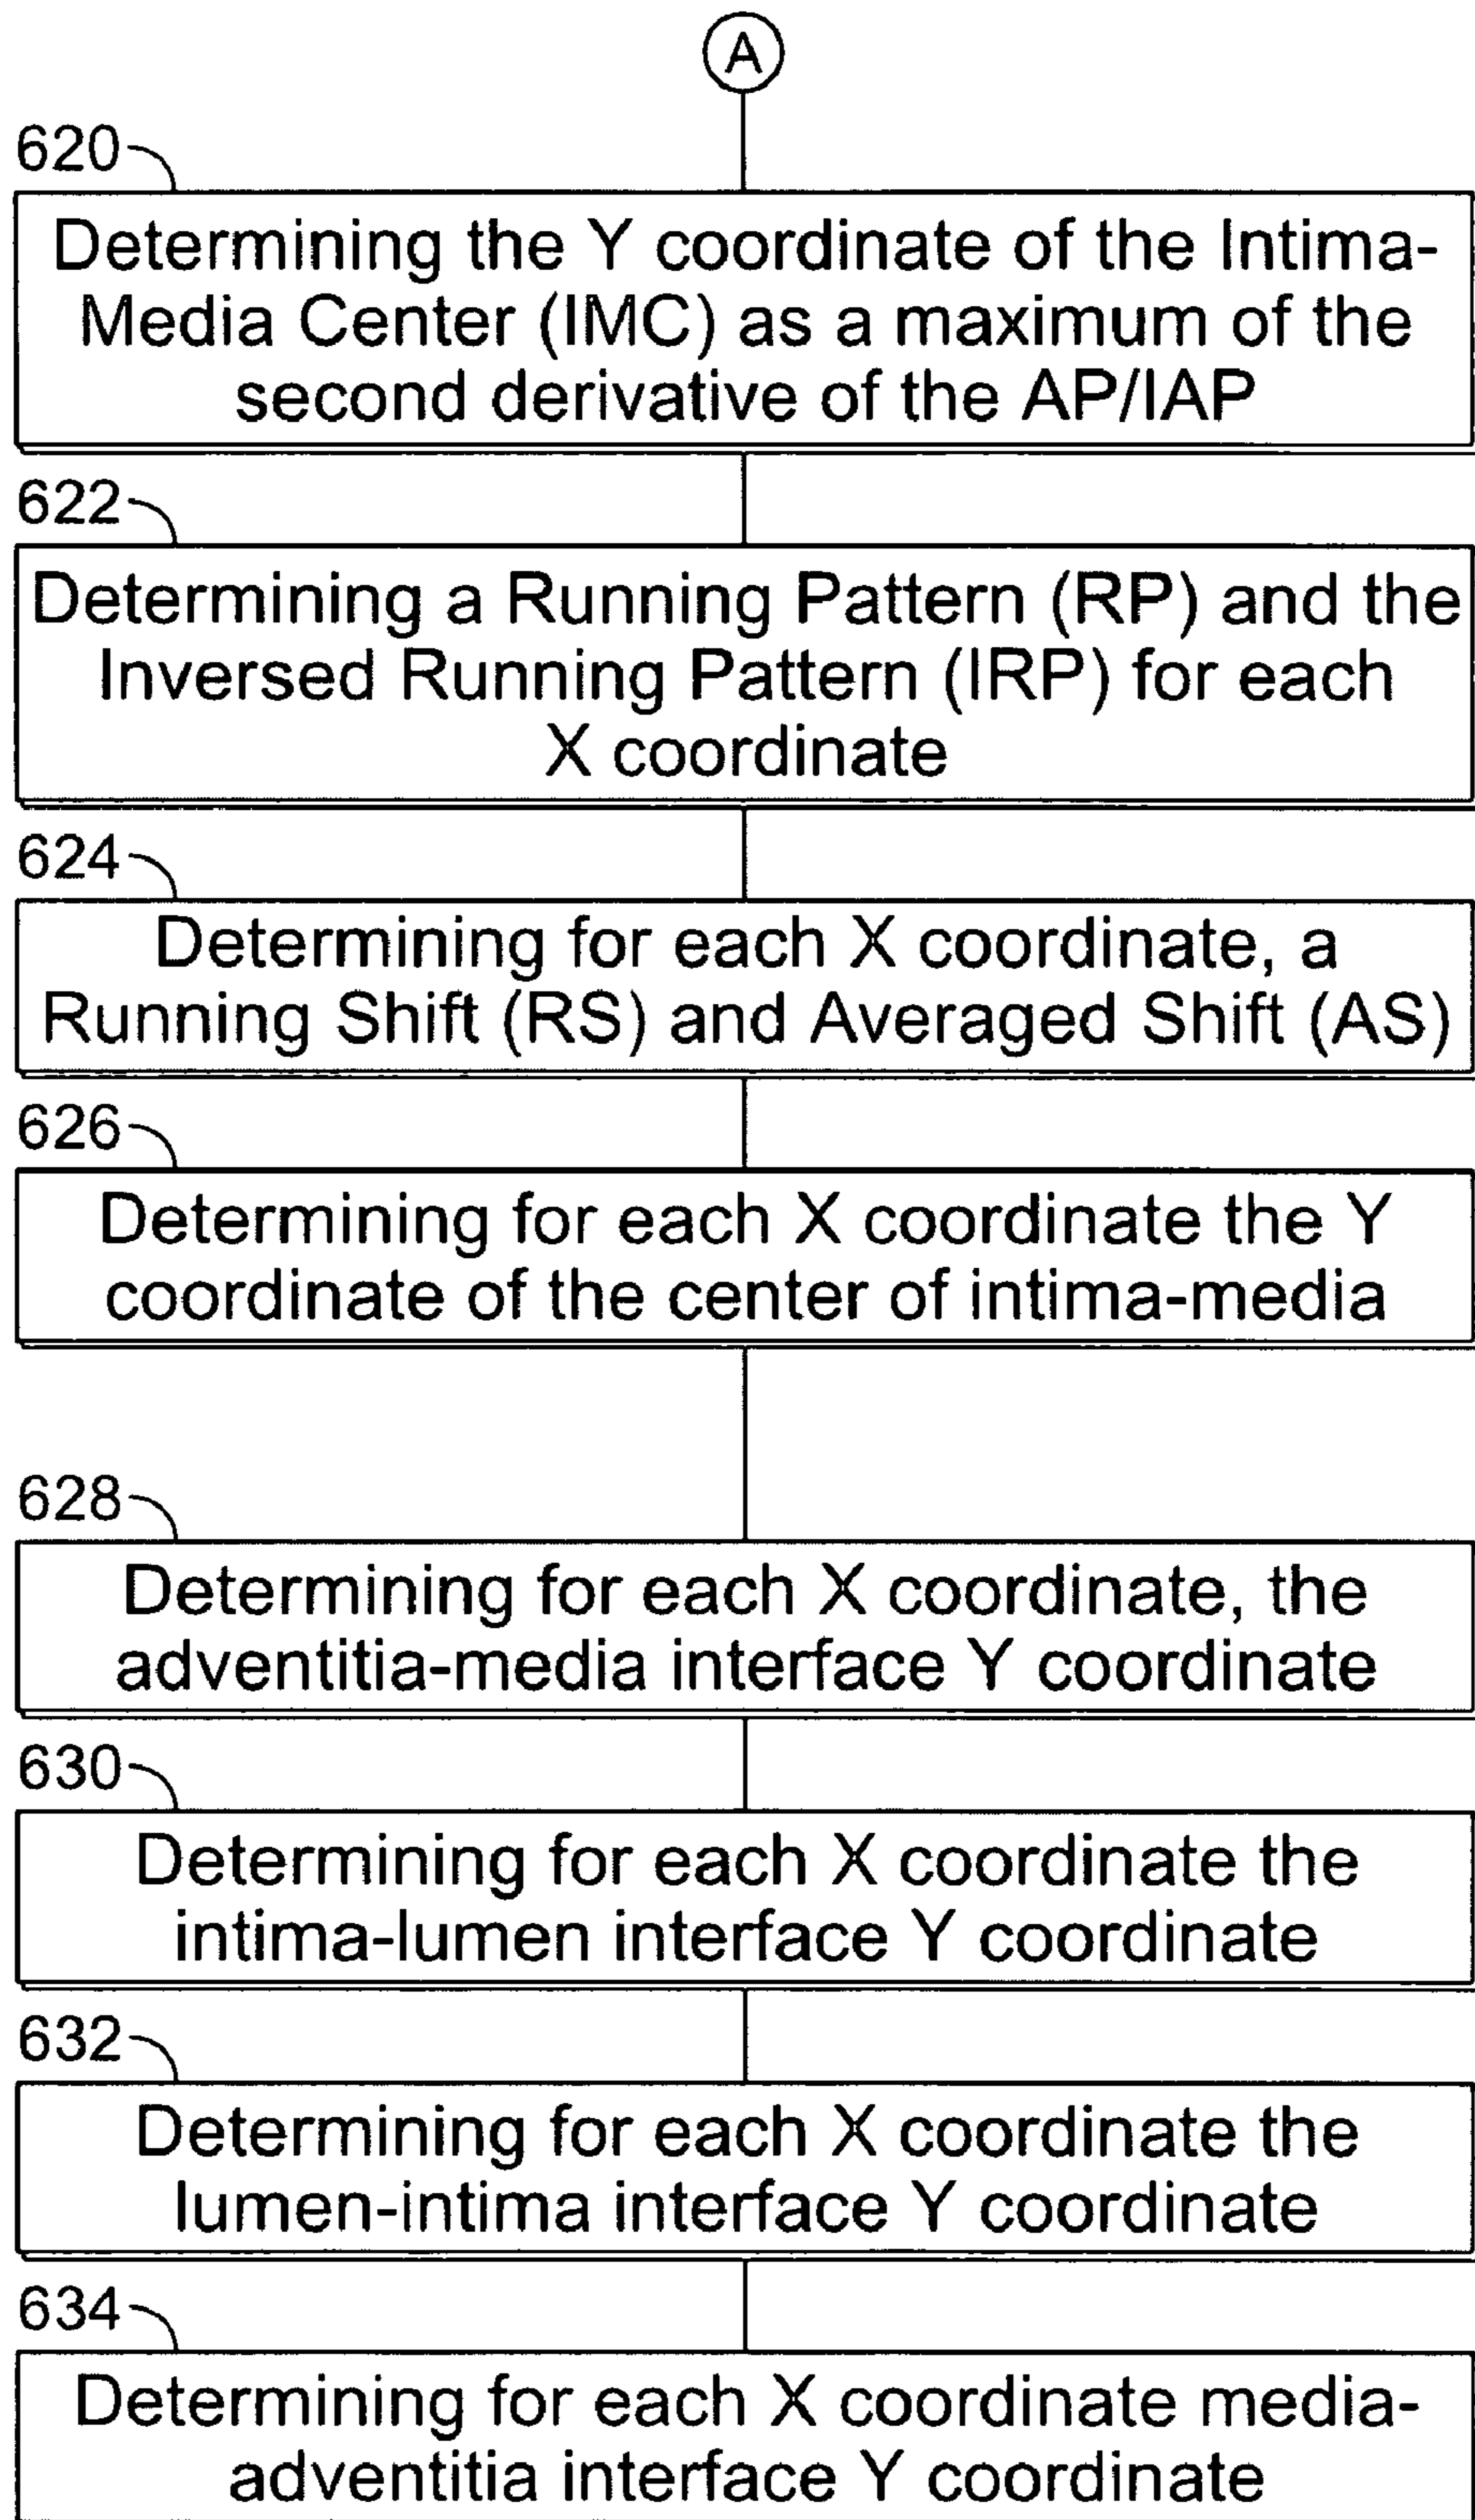 A
620
Determining the Y coordinate of the Intima-
Media Center (IMC) as a maximum of the
second derivative of the AP/IAP
622
Determining a Running Pattern (RP) and the
Inversed Running Pattern (IRP) for each
X coordinate
624
Determining for each X coordinate, a
Running Shift (RS) and Averaged Shift (AS)
626
Determining for each X coordinate the Y
coordinate of the center of intima-media
628
Determining for each X coordinate, the
adventitia-media interface Y coordinate
630
Determining for each X coordinate the
intima-lumen interface Y coordinate
632
Determining for each X coordinate the
lumen-intima interface Y coordinate
634
Determining for each X coordinate media-
adventitia interface Y coordinate